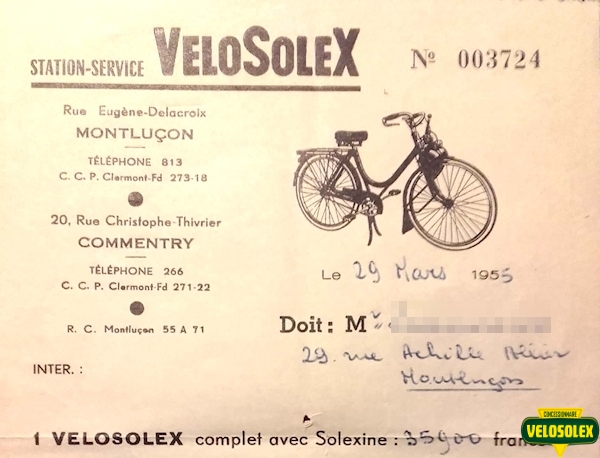 STATION-SERVICE VELOSOLEX
Nº 003724
Rue Eugène-Delacroix
MONTLUÇON
TÉLÉPHONE 813
C. C. P. Clermont-Fd 273-18
20, Rue Christophe-Thivrier
COMMENTRY
TÉLÉPHONE 266
C. C. P. Clermont-Fd 271-22
R. C. Montluçon 55 A 71
INTER. :
Le 29 Mars 1955
Doit : Mr
29 rue Achille Allier
Montluçon
1 VELOSOLEX complet avec Solexine : 35900 francs
CONCESSIONNAIRE
VELOSOLEX